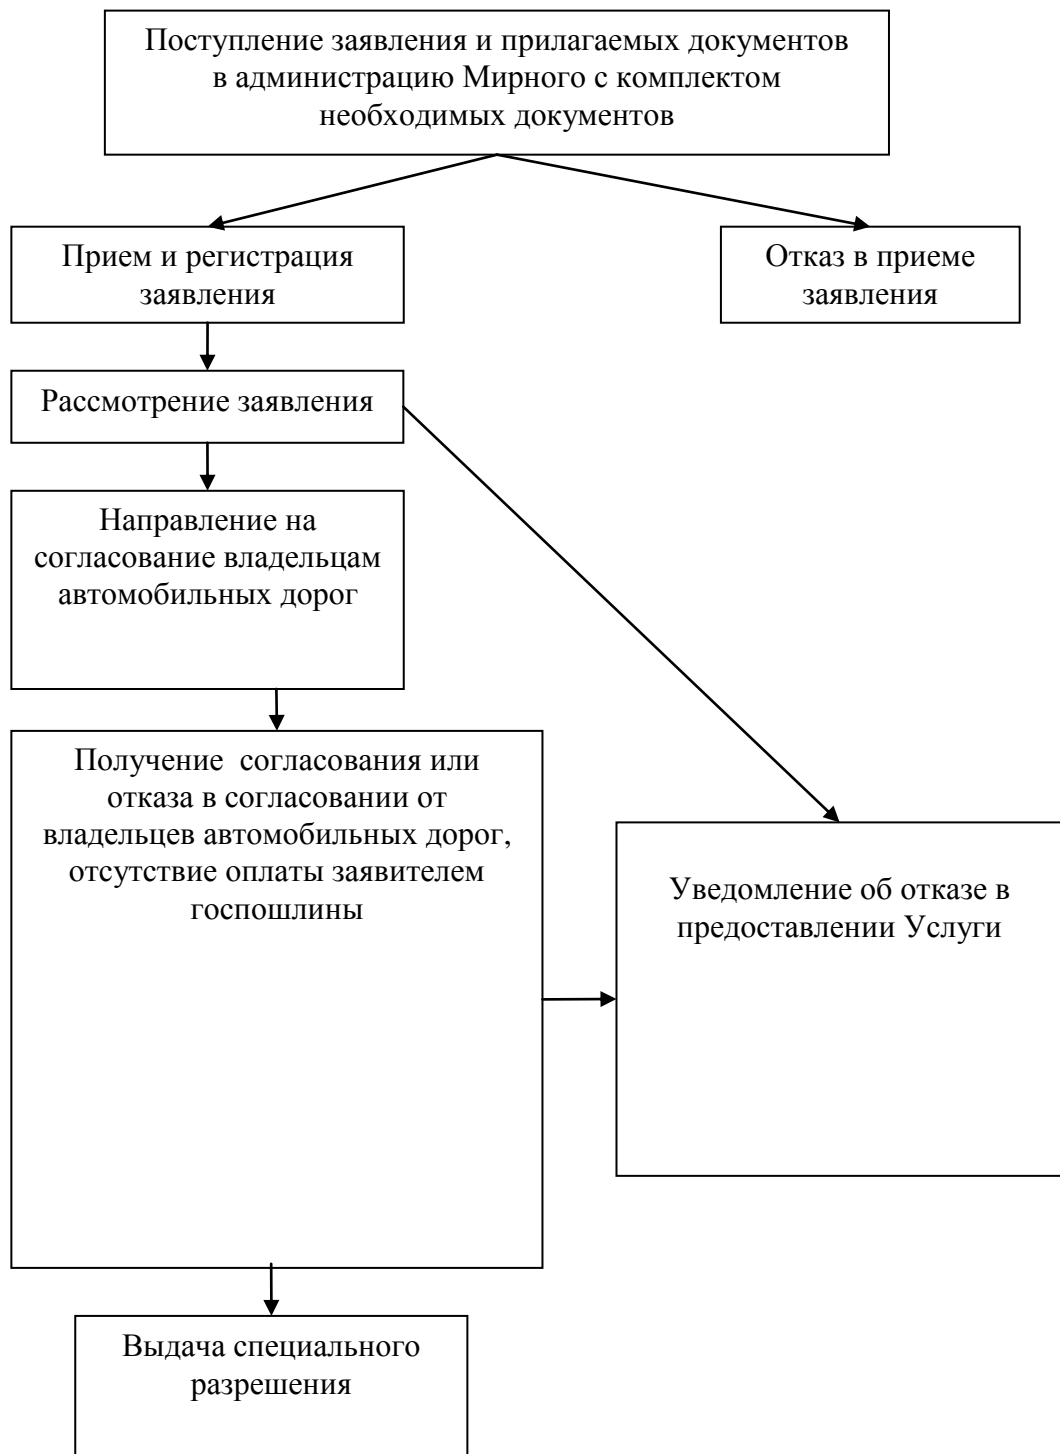 Поступление заявления и прилагаемых документов
в администрацию Мирного с комплектом
необходимых документов
Прием и регистрация
заявления
Отказ в приеме
заявления
Рассмотрение заявления
Направление на
согласование владельцам
автомобильных дорог
Получение согласования или
отказа в согласовании от
владельцев автомобильных дорог,
отсутствие оплаты заявителем
госпошлины
Уведомление об отказе в
предоставлении Услуги
Выдача специального
разрешения